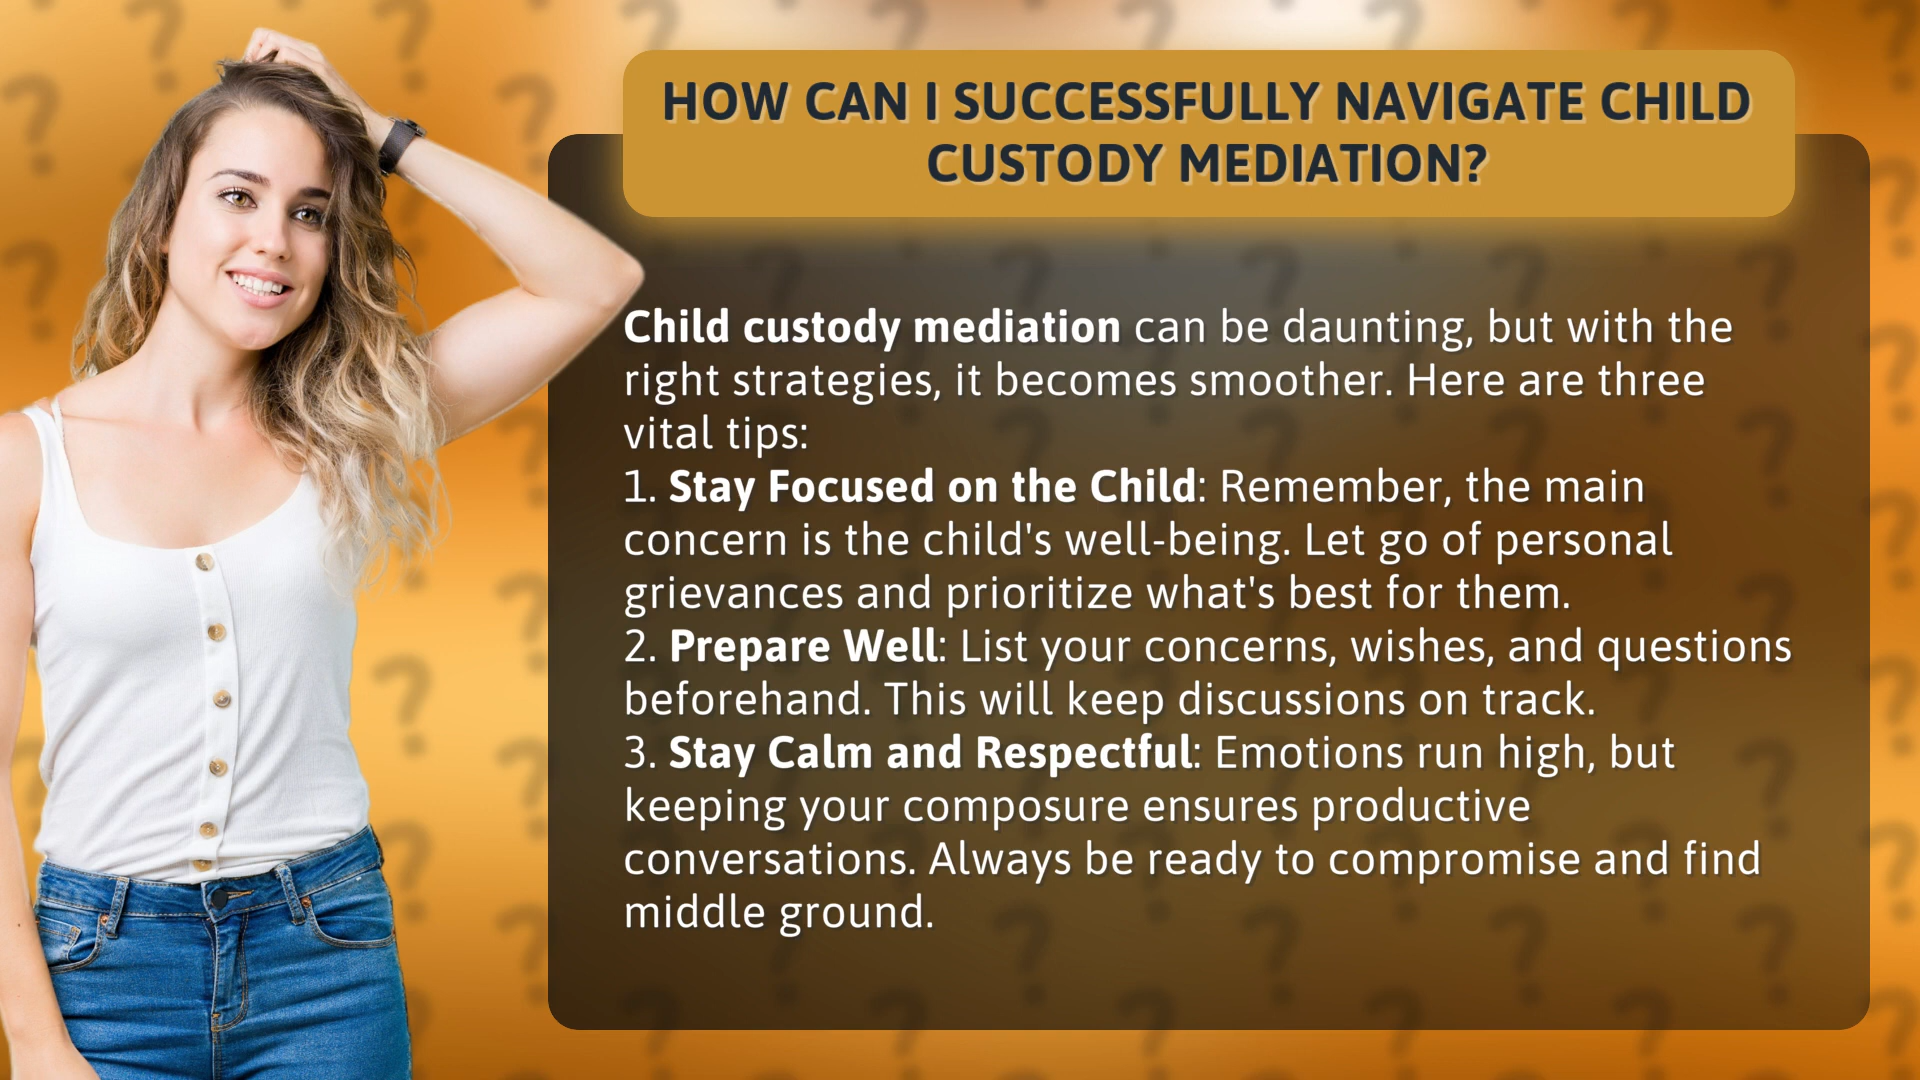 HOW CAN I SUCCESSFULLY NAVIGATE CHILD
CUSTODY MEDIATION?
Child custody mediation can be daunting, but with the
right strategies, it becomes smoother. Here are three
vital tips:
1. Stay Focused on the Child: Remember, the main
concern is the child's well-being. Let go of personal
grievances and prioritize what's best for them.
2. Prepare Well: List your concerns, wishes, and questions
beforehand. This will keep discussions on track.
3. Stay Calm and Respectful: Emotions run high, but
keeping your composure ensures productive
conversations. Always be ready to compromise and find
middle ground.